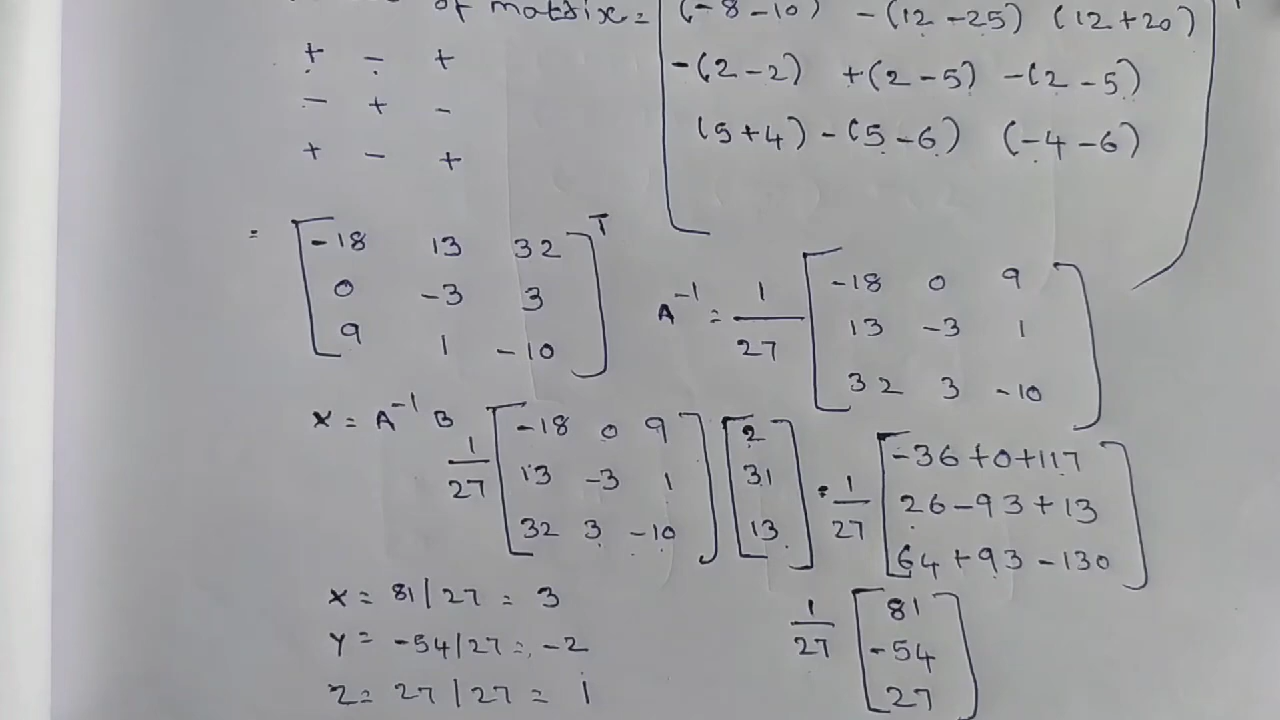 of matrix = (-8-10) -(12-25) (12+20)
+ - + -(2-2) +(2-5) -(2-5)
- + -
+ - + (5+4) -(5-6) (-4-6)
= -18 13 32 T
0 -3 3
9 1 -10
A⁻¹ = 1/27 -18 0 9
13 -3 1
32 3 -10
X = A⁻¹ B
1/27 -18 0 9 2 = 1/27 -36+0+117
13 -3 1 31 26-93+13
32 3 -10 13 64+93-130
1/27 81
-54
27
X = 81/27 = 3
Y = -54/27 = -2
Z = 27/27 = 1